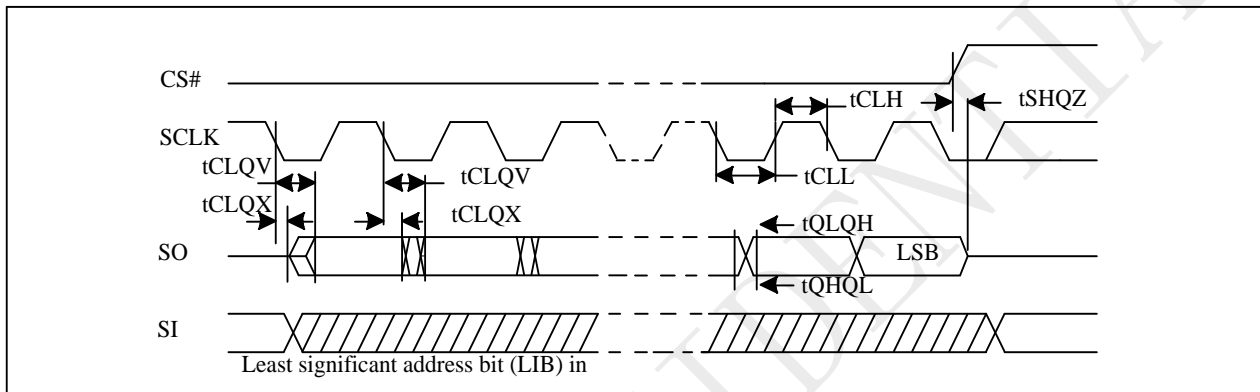 CS#
tCLH
tSHQZ
SCLK
tCLQV
tCLQV
tCLL
tCLQX
tCLQX
tQLQH
SO
LSB
tQHQL
SI
Least significant address bit (LIB) in
IDENTIA